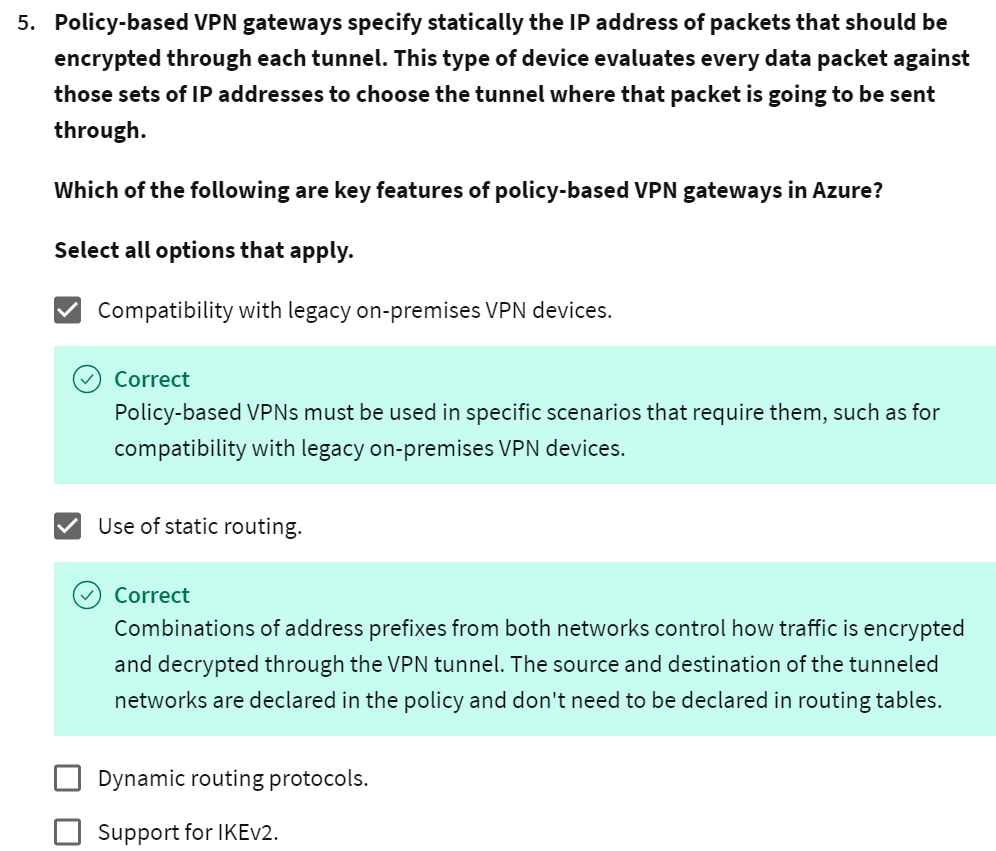 5. Policy-based VPN gateways specify statically the IP address of packets that should be
encrypted through each tunnel. This type of device evaluates every data packet against
those sets of IP addresses to choose the tunnel where that packet is going to be sent
through.
Which of the following are key features of policy-based VPN gateways in Azure?
Select all options that apply.
Compatibility with legacy on-premises VPN devices.
Correct
Policy-based VPNs must be used in specific scenarios that require them, such as for
compatibility with legacy on-premises VPN devices.
Use of static routing.
Correct
Combinations of address prefixes from both networks control how traffic is encrypted
and decrypted through the VPN tunnel. The source and destination of the tunneled
networks are declared in the policy and don't need to be declared in routing tables.
Dynamic routing protocols.
Support for IKEv2.